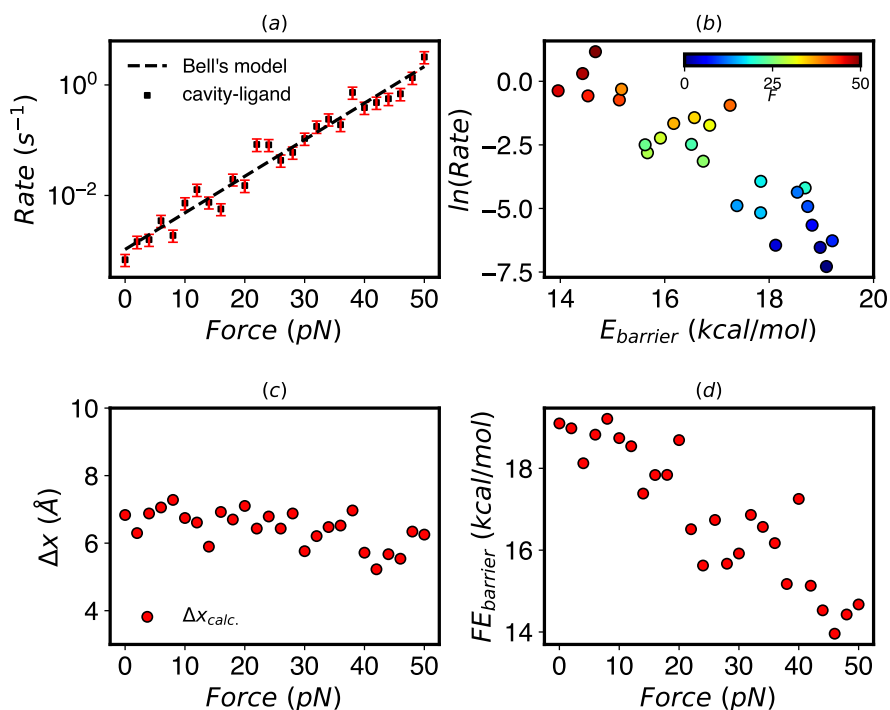 (a)
10⁰
10⁻²
Rate (s⁻¹)
Bell's model
cavity-ligand
0 10 20 30 40 50
Force (pN)
(b)
0.0
−2.5
−5.0
−7.5
ln(Rate)
0 25 50
F
14 16 18 20
E_barrier (kcal/mol)
(c)
10
8
6
4
Δx (Å)
Δx_calc.
0 10 20 30 40 50
Force (pN)
(d)
18
16
14
FE_barrier (kcal/mol)
0 10 20 30 40 50
Force (pN)